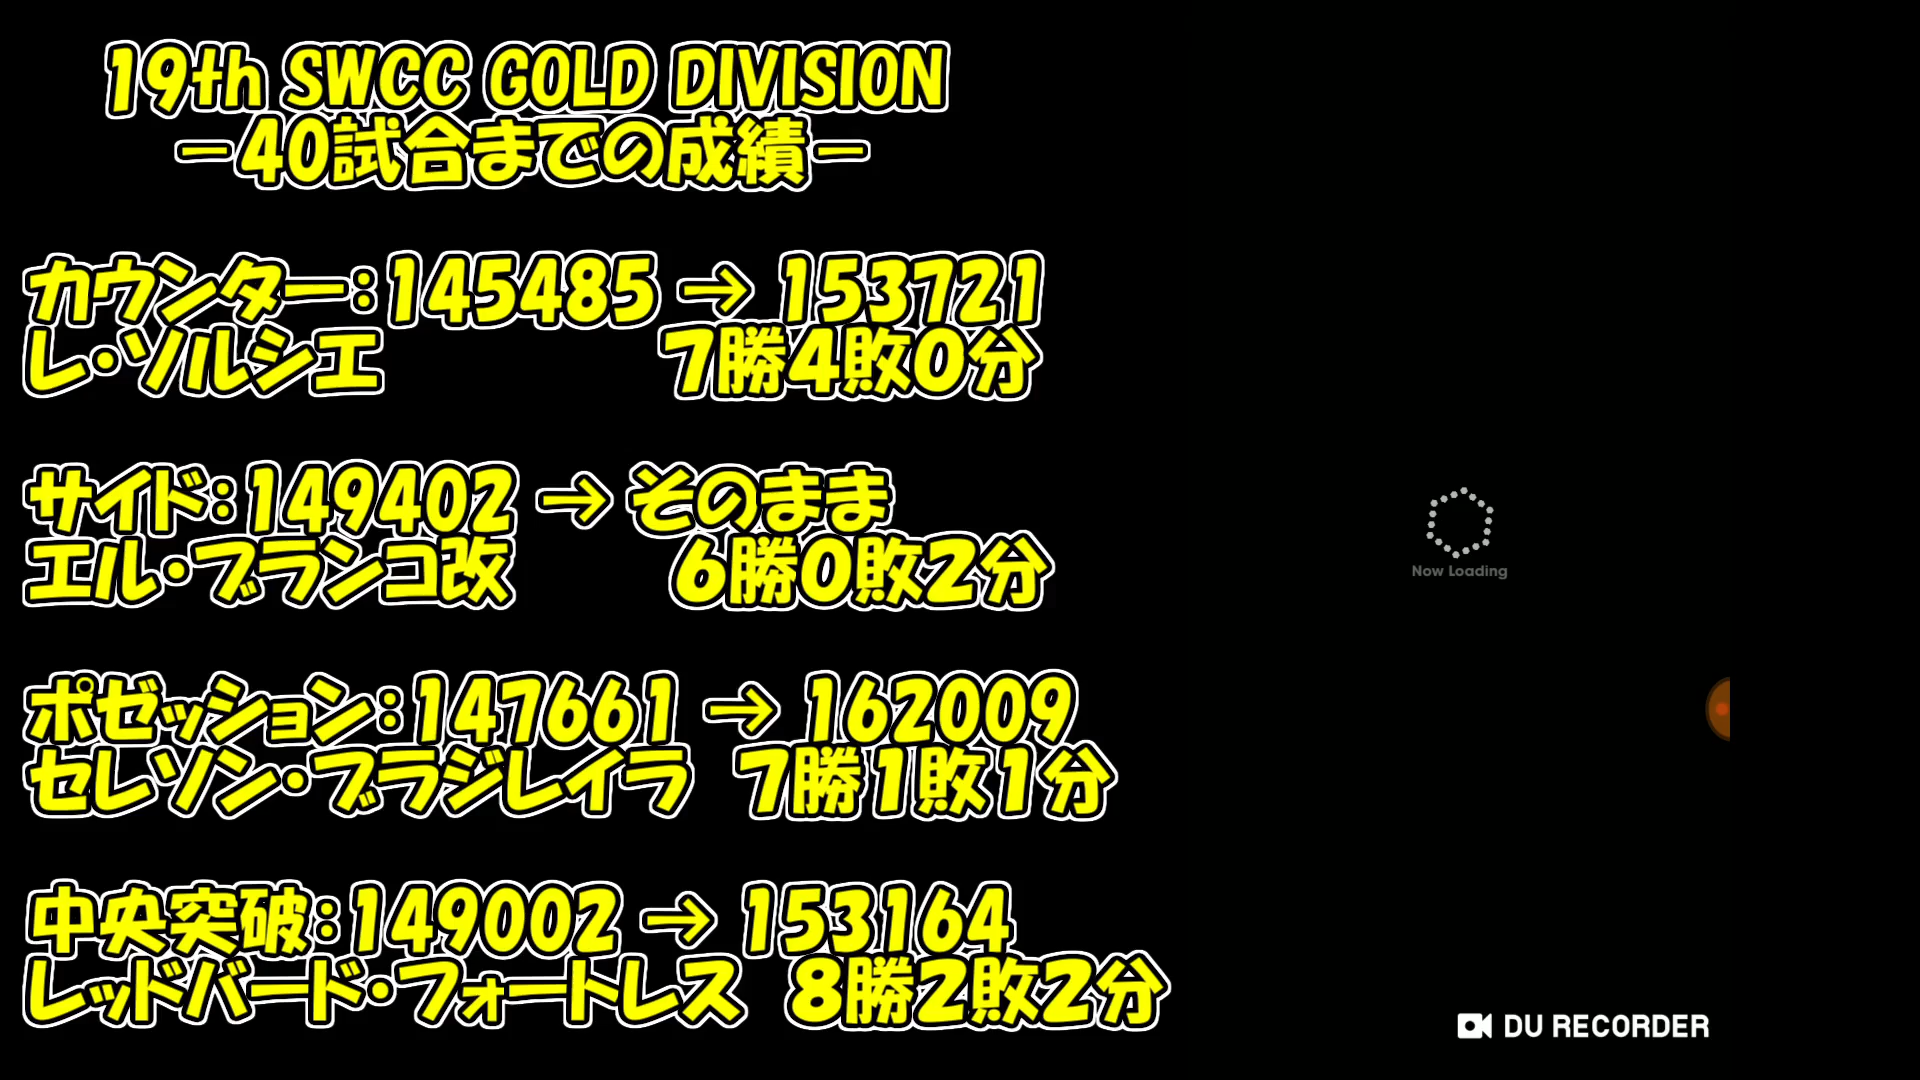 19th SWCC GOLD DIVISION
－40試合までの成績－
カウンター：145485 → 153721
レ・ソルシエ 7勝4敗0分
サイド：149402 → そのまま
エル・ブランコ改 6勝0敗2分
ポゼッション：147661 → 162009
セレソン・ブラジレイラ 7勝1敗1分
中央突破：149002 → 153164
レッドバード・フォートレス 8勝2敗2分
Now Loading
DU RECORDER